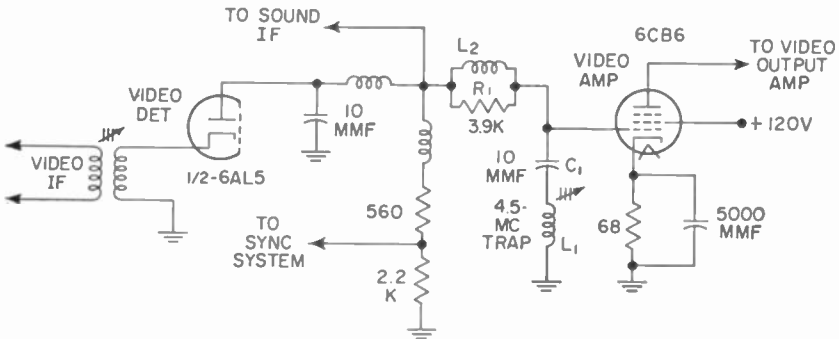 TO SOUND
IF
L2
6CB6
VIDEO
AMP
TO VIDEO
OUTPUT
AMP
VIDEO
DET
10
MMF
R1
3.9K
+120V
VIDEO
IF
1/2-6AL5
10
MMF
C1
560
4.5-
MC
TRAP
L1
68
5000
MMF
TO
SYNC
SYSTEM
2.2
K